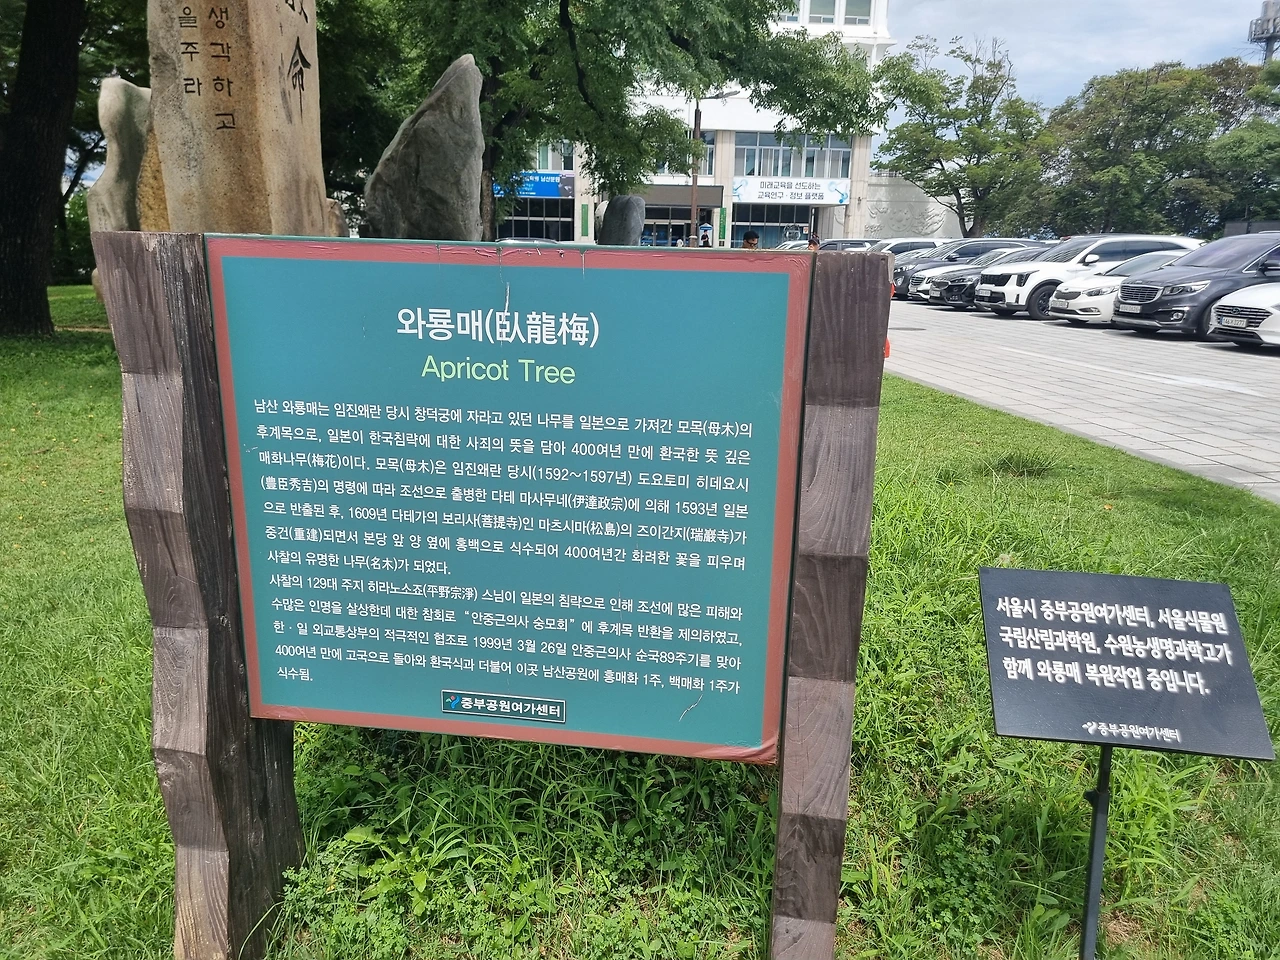 생각하고
을주라
命
미래교육을 선도하는
교육연구·정보 플랫폼
와룡매(臥龍梅)
Apricot Tree
남산 와룡매는 임진왜란 당시 창덕궁에 자라고 있던 나무를 일본으로 가져간 모목(母木)의
후계목으로, 일본이 한국침략에 대한 사죄의 뜻을 담아 400여년 만에 환국한 뜻 깊은
매화나무(梅花)이다. 모목(母木)은 임진왜란 당시(1592～1597년) 도요토미 히데요시
(豊臣秀吉)의 명령에 따라 조선으로 출병한 다테 마사무네(伊達政宗)에 의해 1593년 일본
으로 반출된 후, 1609년 다테가의 보리사(菩提寺)인 마츠시마(松島)의 즈이간지(瑞巖寺)가
중건(重建)되면서 본당 앞 양 옆에 홍백으로 식수되어 400여년간 화려한 꽃을 피우며
사찰의 유명한 나무(名木)가 되었다.
사찰의 129대 주지 히라노소죠(平野宗淨) 스님이 일본의 침략으로 인해 조선에 많은 피해와
수많은 인명을 살상한데 대한 참회로 “안중근의사 숭모회”에 후계목 반환을 제의하였고,
한·일 외교통상부의 적극적인 협조로 1999년 3월 26일 안중근의사 순국89주기를 맞아
400여년 만에 고국으로 돌아와 환국식과 더불어 이곳 남산공원에 홍매화 1주, 백매화 1주가
식수됨.
중부공원여가센터
서울시 중부공원여가센터, 서울식물원
국립산림과학원, 수원농생명과학고가
함께 와룡매 복원작업 중입니다.
중부공원여가센터